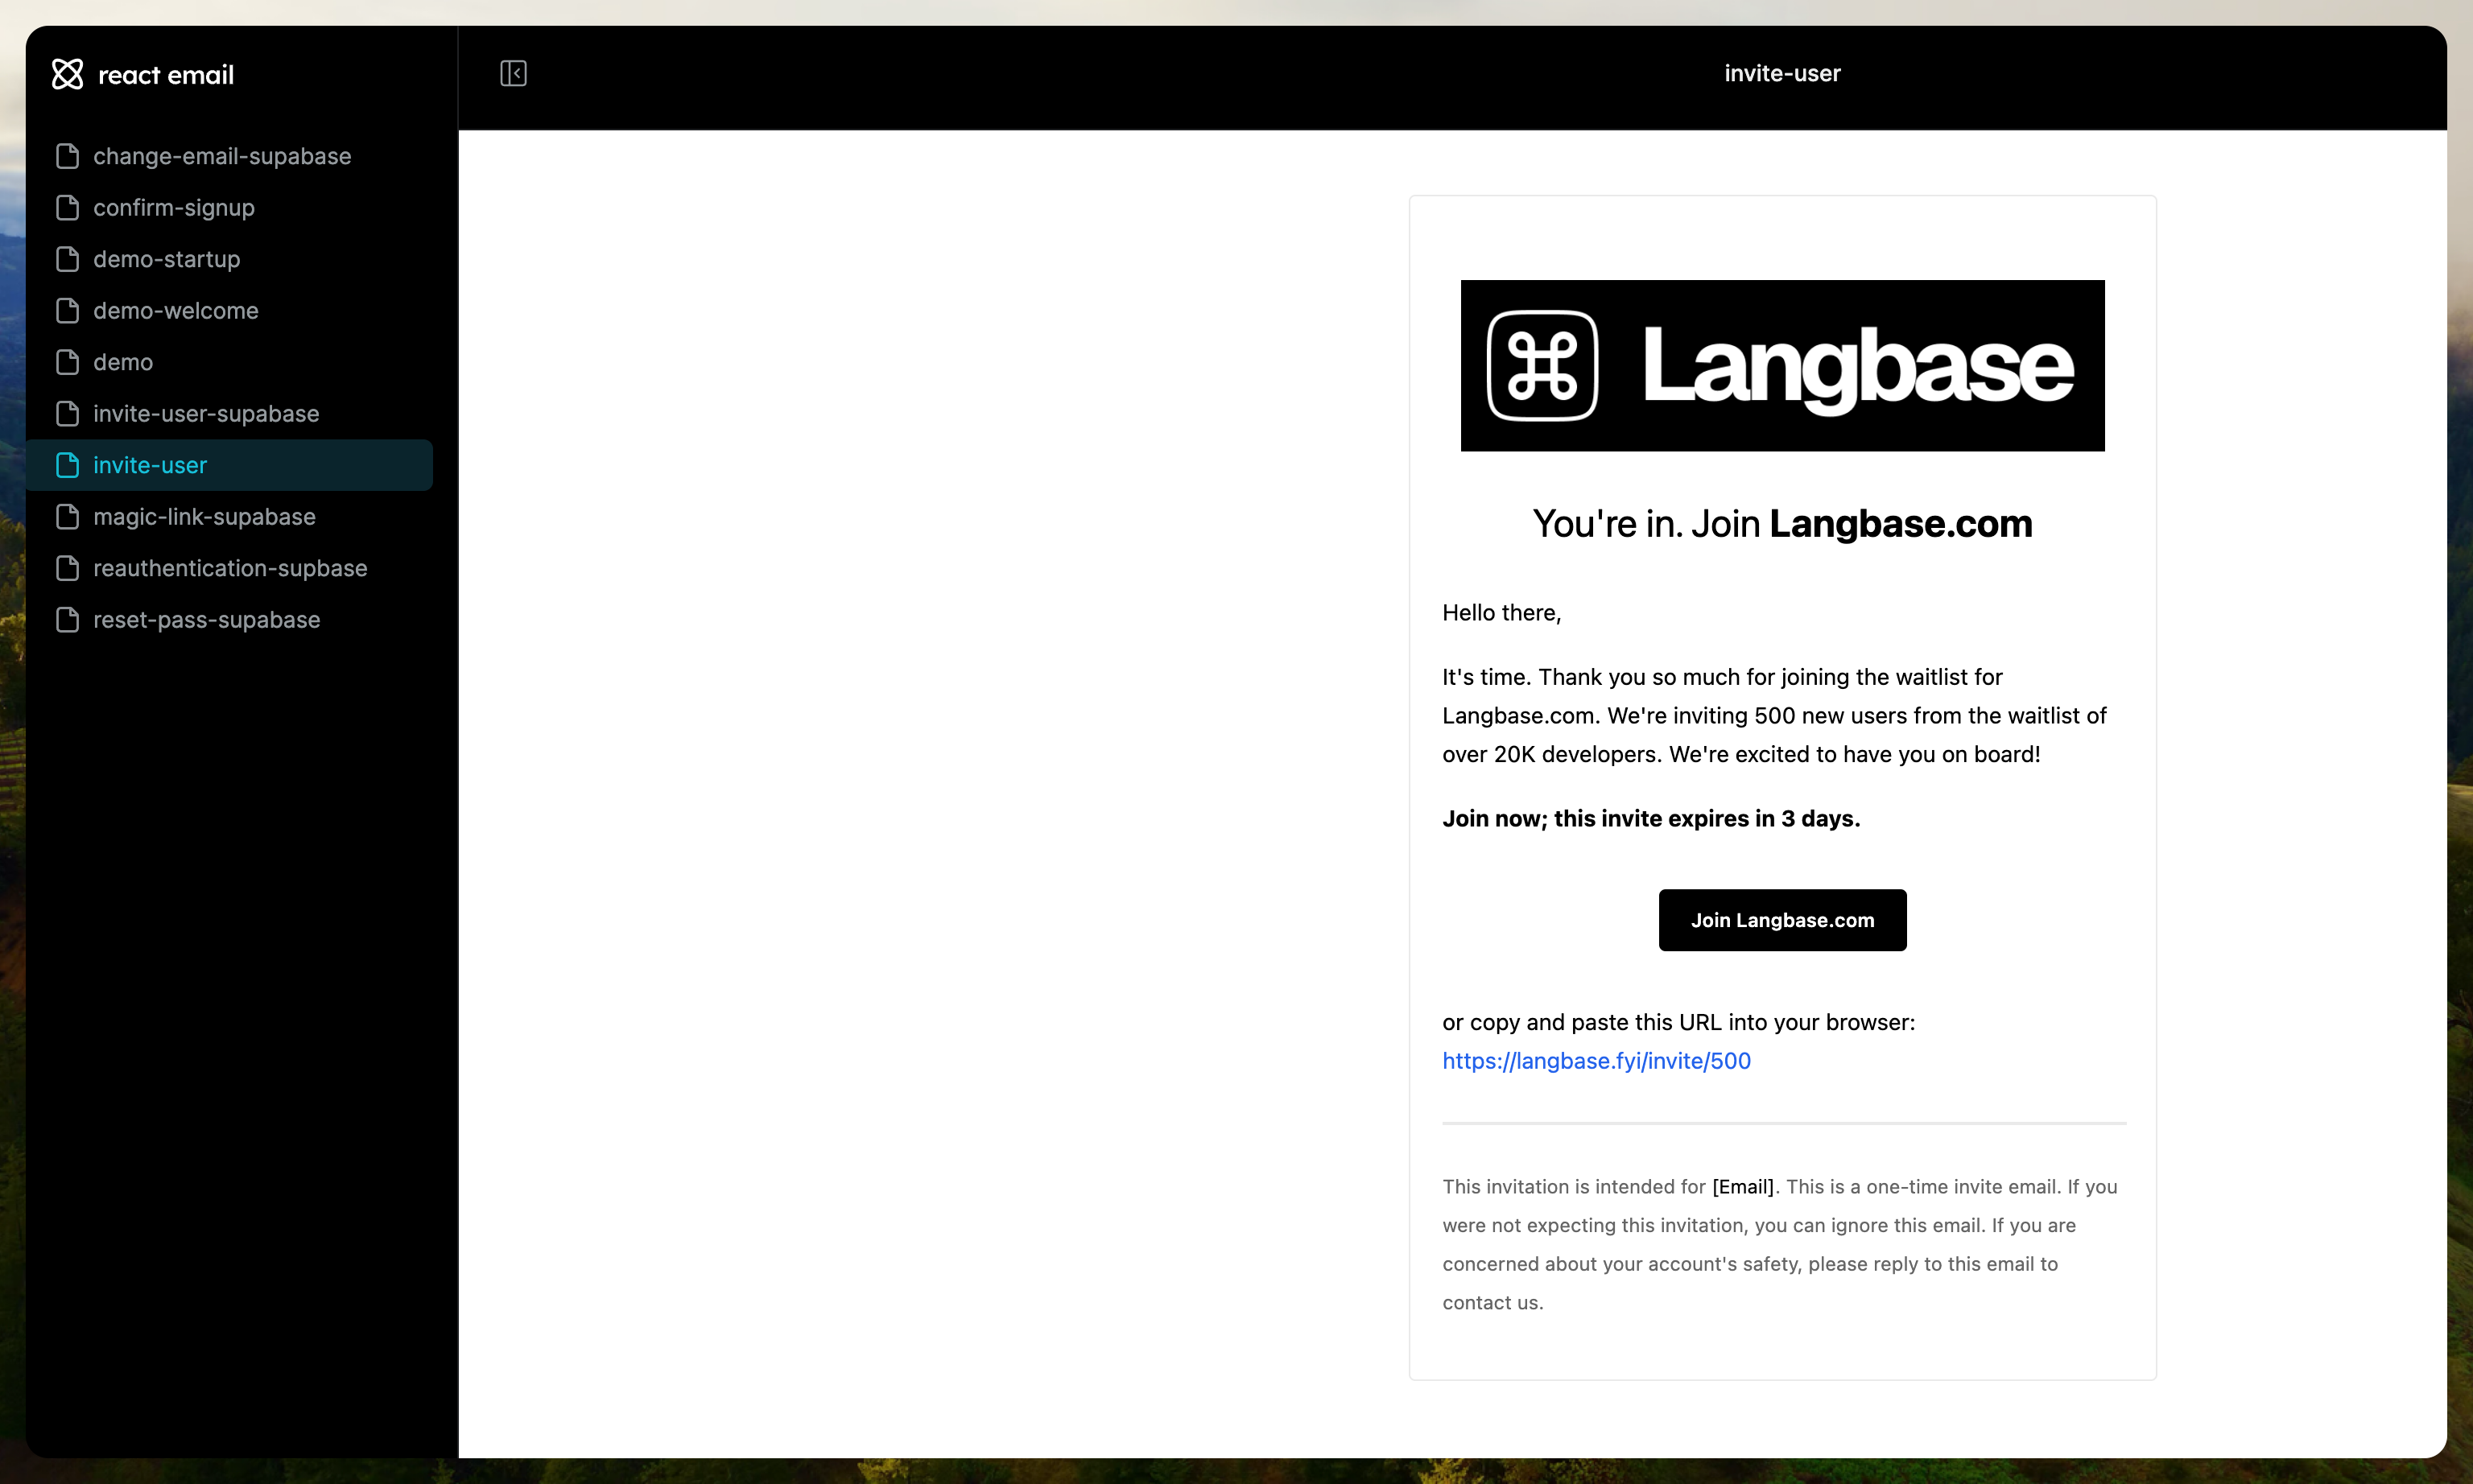 react email
change-email-supabase
confirm-signup
demo-startup
demo-welcome
demo
invite-user-supabase
invite-user
magic-link-supabase
reauthentication-supbase
reset-pass-supabase
invite-user
Langbase
You're in. Join Langbase.com
Hello there,
It's time. Thank you so much for joining the waitlist for
Langbase.com. We're inviting 500 new users from the waitlist of
over 20K developers. We're excited to have you on board!
Join now; this invite expires in 3 days.
Join Langbase.com
or copy and paste this URL into your browser:
https://langbase.fyi/invite/500
This invitation is intended for [Email]. This is a one-time invite email. If you
were not expecting this invitation, you can ignore this email. If you are
concerned about your account's safety, please reply to this email to
contact us.